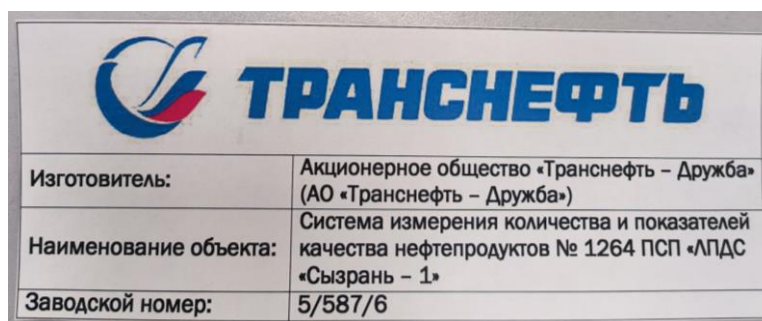 ТРАНСНЕФТЬ
Изготовитель:
Акционерное общество «Транснефть – Дружба»
(АО «Транснефть – Дружба»)
Наименование объекта:
Система измерения количества и показателей
качества нефтепродуктов № 1264 ПСП «ЛПДС
«Сызрань – 1»
Заводской номер:
5/587/6